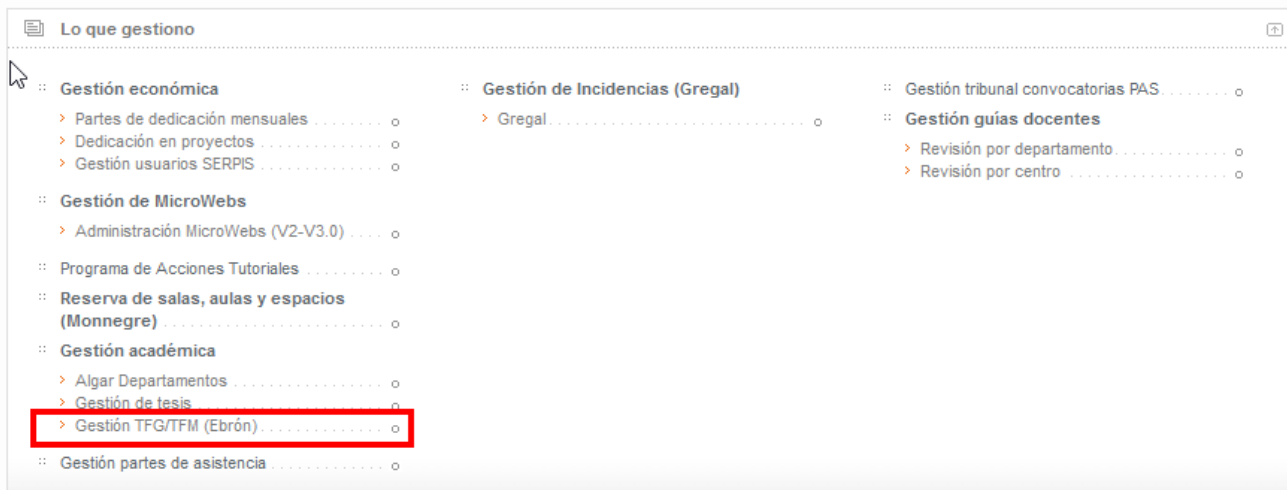 Lo que gestiono
Gestión económica
Partes de dedicación mensuales
Dedicación en proyectos
Gestión usuarios SERPIS
Gestión de MicroWebs
Administración MicroWebs (V2-V3.0)
Programa de Acciones Tutoriales
Reserva de salas, aulas y espacios
(Monnegre)
Gestión académica
Algar Departamentos
Gestión de tesis
Gestión TFG/TFM (Ebrón)
Gestión partes de asistencia
Gestión de Incidencias (Gregal)
Gregal
Gestión tribunal convocatorias PAS
Gestión guías docentes
Revisión por departamento
Revisión por centro